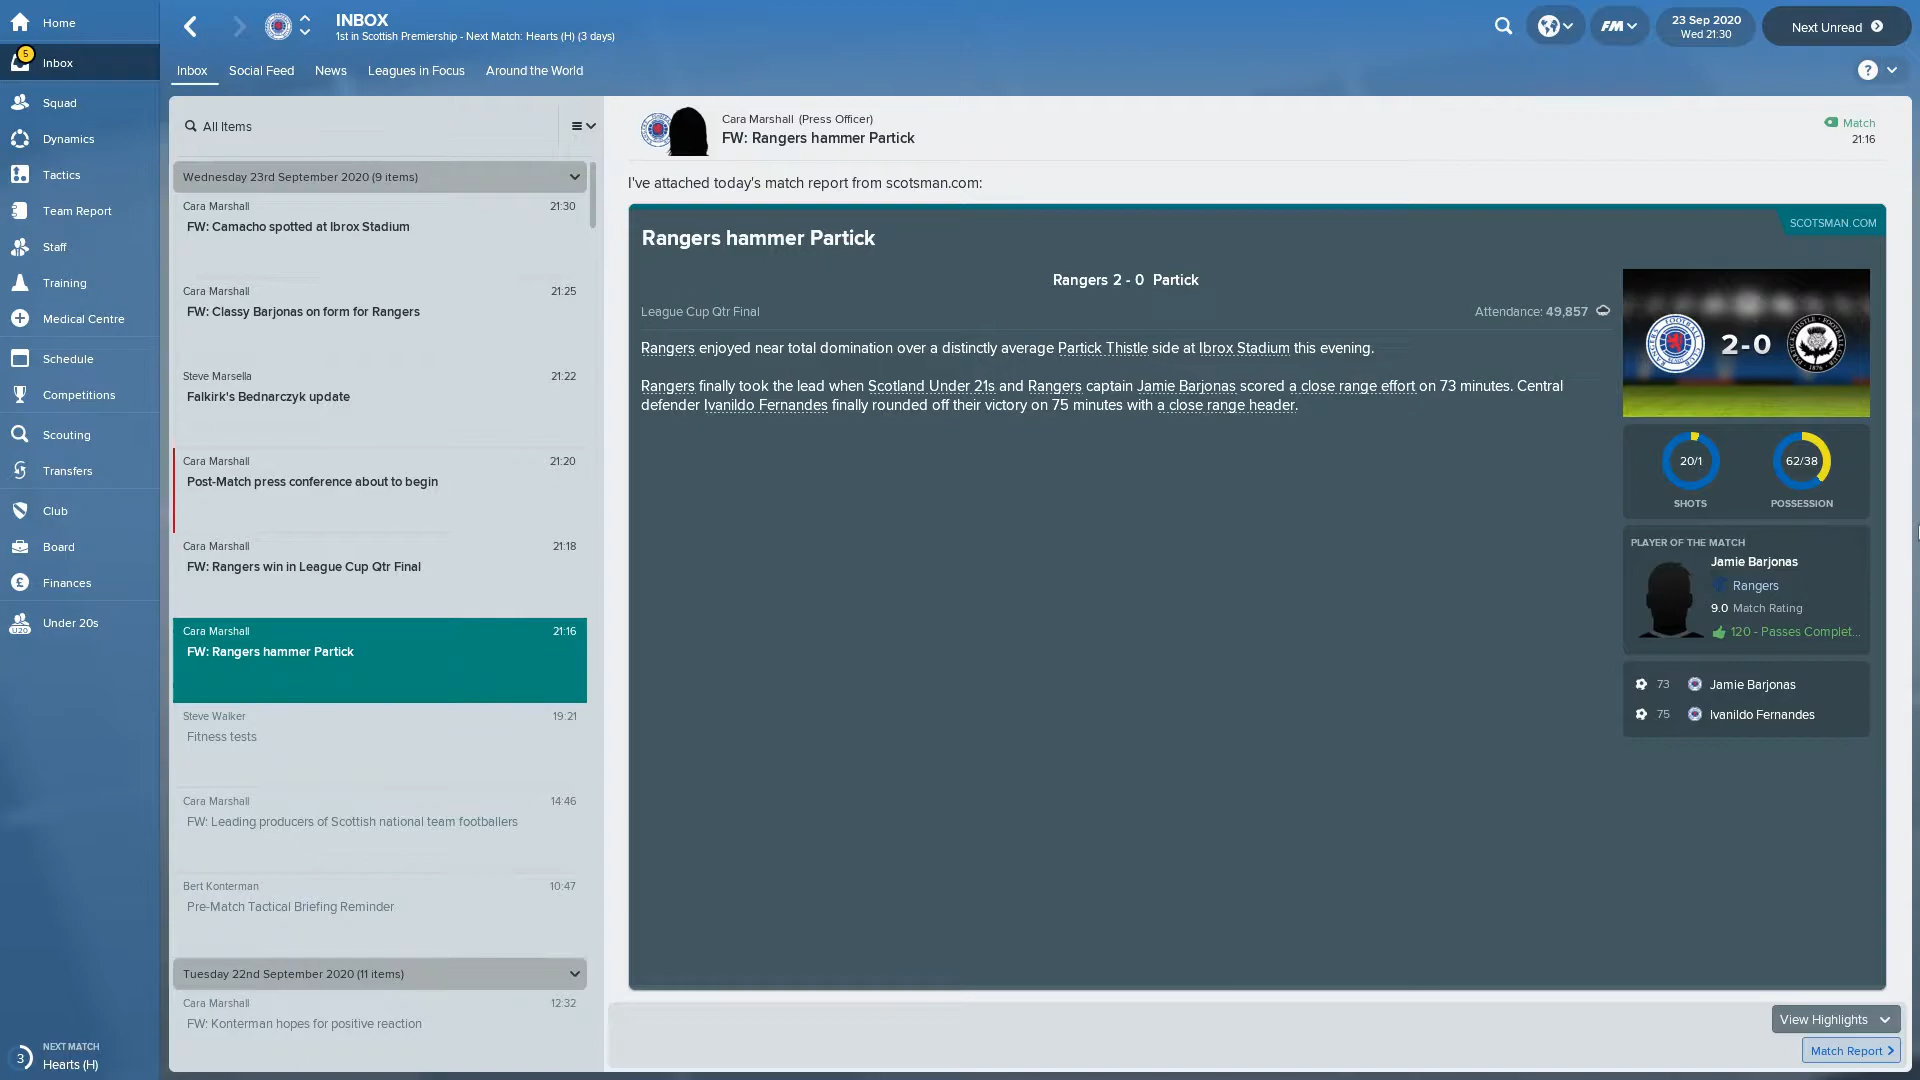 Home
Inbox
5
Squad
Dynamics
Tactics
Team Report
Staff
Training
Medical Centre
Schedule
Competitions
Scouting
Transfers
Club
Board
Finances
Under 20s
NEXT MATCH
3
Hearts (H)
INBOX
1st in Scottish Premiership - Next Match: Hearts (H) (3 days)
FM
23 Sep 2020
Wed 21:30
Next Unread
Inbox
Social Feed
News
Leagues in Focus
Around the World
?
All Items
Wednesday 23rd September 2020 (9 items)
Cara Marshall 21:30
FW: Camacho spotted at Ibrox Stadium
Cara Marshall 21:25
FW: Classy Barjonas on form for Rangers
Steve Marsella 21:22
Falkirk's Bednarczyk update
Cara Marshall 21:20
Post-Match press conference about to begin
Cara Marshall 21:18
FW: Rangers win in League Cup Qtr Final
Cara Marshall 21:16
FW: Rangers hammer Partick
Steve Walker 19:21
Fitness tests
Cara Marshall 14:46
FW: Leading producers of Scottish national team footballers
Bert Konterman 10:47
Pre-Match Tactical Briefing Reminder
Tuesday 22nd September 2020 (11 items)
Cara Marshall 12:32
FW: Konterman hopes for positive reaction
Cara Marshall (Press Officer)
FW: Rangers hammer Partick
Match
21:16
I've attached today's match report from scotsman.com:
SCOTSMAN.COM
Rangers hammer Partick
Rangers 2 - 0 Partick
League Cup Qtr Final
Attendance: 49,857
Rangers enjoyed near total domination over a distinctly average Partick Thistle side at Ibrox Stadium this evening.
Rangers finally took the lead when Scotland Under 21s and Rangers captain Jamie Barjonas scored a close range effort on 73 minutes. Central
defender Ivanildo Fernandes finally rounded off their victory on 75 minutes with a close range header.
2-0
20/1
SHOTS
62/38
POSSESSION
PLAYER OF THE MATCH
Jamie Barjonas
Rangers
9.0 Match Rating
120 - Passes Complet...
73 Jamie Barjonas
75 Ivanildo Fernandes
View Highlights
Match Report